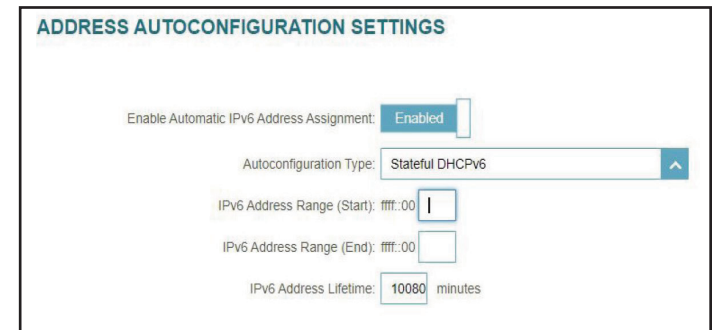 ADDRESS AUTOCONFIGURATION SETTINGS
Enable Automatic IPv6 Address Assignment: Enabled
Autoconfiguration Type: Stateful DHCPv6
IPv6 Address Range (Start): ffff::00
IPv6 Address Range (End): ffff::00
IPv6 Address Lifetime: 10080 minutes